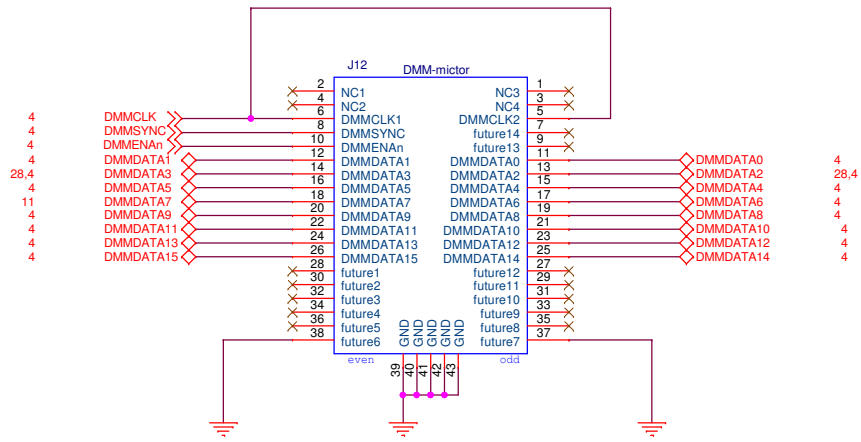 J12
DMM-mictor
2 NC1 NC3 1
4 NC2 NC4 3
4 DMMCLK 6 DMMCLK1 DMMCLK2 5
4 DMMSYNC 8 DMMSYNC future14 7
4 DMMENAn 10 DMMENAn future13 9
4 DMMDATA1 12 DMMDATA1 DMMDATA0 11 DMMDATA0 4
28,4 DMMDATA3 14 DMMDATA3 DMMDATA2 13 DMMDATA2 28,4
4 DMMDATA5 16 DMMDATA5 DMMDATA4 15 DMMDATA4 4
11 DMMDATA7 18 DMMDATA7 DMMDATA6 17 DMMDATA6 4
4 DMMDATA9 20 DMMDATA9 DMMDATA8 19 DMMDATA8 4
4 DMMDATA11 22 DMMDATA11 DMMDATA10 21 DMMDATA10 4
4 DMMDATA13 24 DMMDATA13 DMMDATA12 23 DMMDATA12 4
4 DMMDATA15 26 DMMDATA15 DMMDATA14 25 DMMDATA14 4
28 future1 future12 27
30 future2 future11 29
32 future3 future10 31
34 future4 future9 33
36 future5 future8 35
38 future6 future7 37
GND GND GND GND GND
even odd
39 40 41 42 43